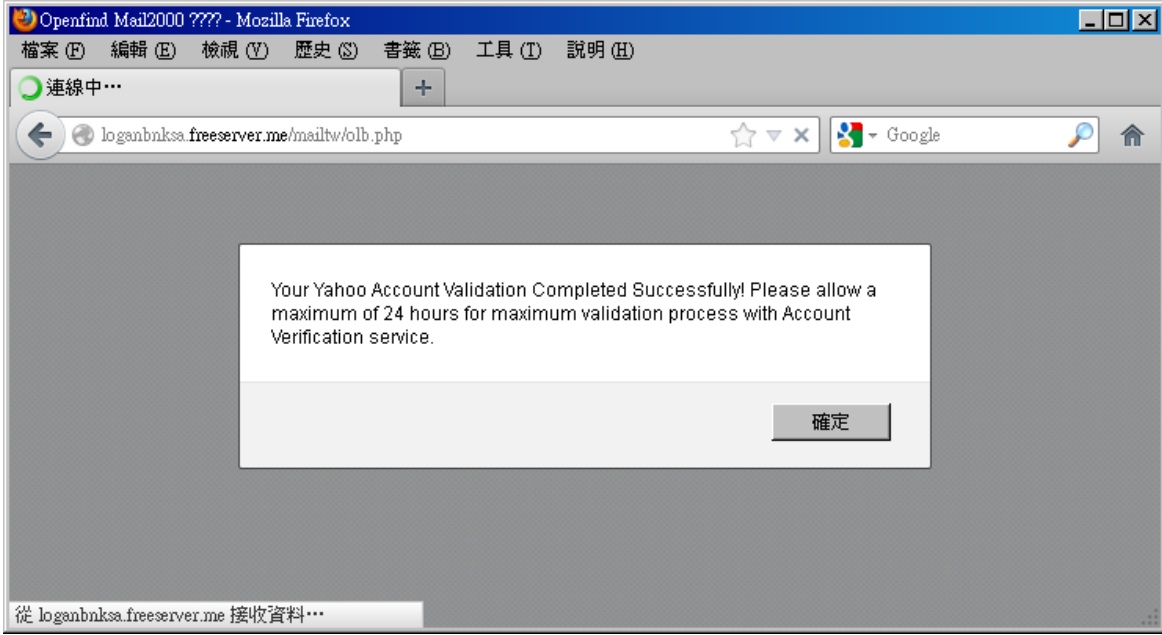 Openfind Mail2000 ???? - Mozilla Firefox
檔案 (F) 編輯 (E) 檢視 (V) 歷史 (S) 書籤 (B) 工具 (T) 說明 (H)
連線中…
loganbnksa.freeserver.me/mailtw/olb.php
Google
Your Yahoo Account Validation Completed Successfully! Please allow a
maximum of 24 hours for maximum validation process with Account
Verification service.
確定
從 loganbnksa.freeserver.me 接收資料…